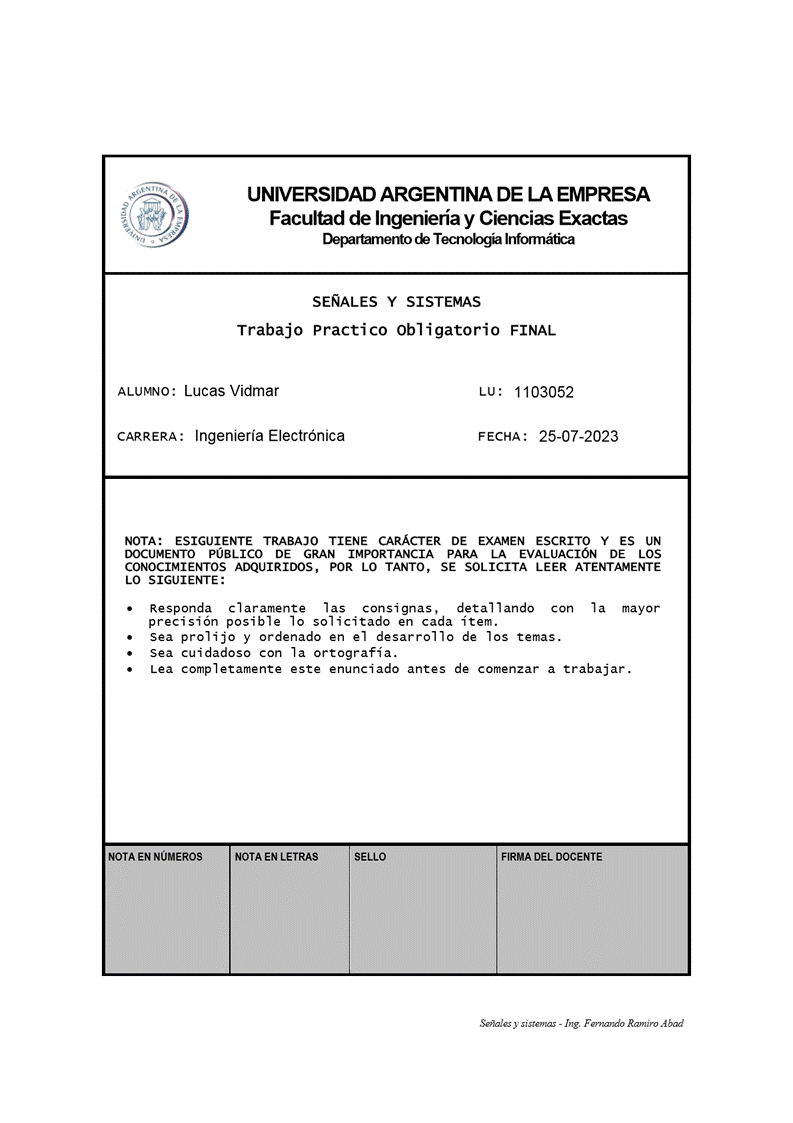 UNIVERSIDAD ARGENTINA DE LA EMPRESA
UNIVERSIDAD ARGENTINA DE LA EMPRESA
Facultad de Ingeniería y Ciencias Exactas
Departamento de Tecnología Informática
SEÑALES Y SISTEMAS
Trabajo Practico Obligatorio FINAL
ALUMNO: Lucas Vidmar LU: 1103052
CARRERA: Ingeniería Electrónica FECHA: 25-07-2023
NOTA: ESIGUIENTE TRABAJO TIENE CARÁCTER DE EXAMEN ESCRITO Y ES UN
DOCUMENTO PÚBLICO DE GRAN IMPORTANCIA PARA LA EVALUACIÓN DE LOS
CONOCIMIENTOS ADQUIRIDOS, POR LO TANTO, SE SOLICITA LEER ATENTAMENTE
LO SIGUIENTE:
• Responda claramente las consignas, detallando con la mayor
precisión posible lo solicitado en cada ítem.
• Sea prolijo y ordenado en el desarrollo de los temas.
• Sea cuidadoso con la ortografía.
• Lea completamente este enunciado antes de comenzar a trabajar.
NOTA EN NÚMEROS NOTA EN LETRAS SELLO FIRMA DEL DOCENTE
Señales y sistemas - Ing. Fernando Ramiro Abad